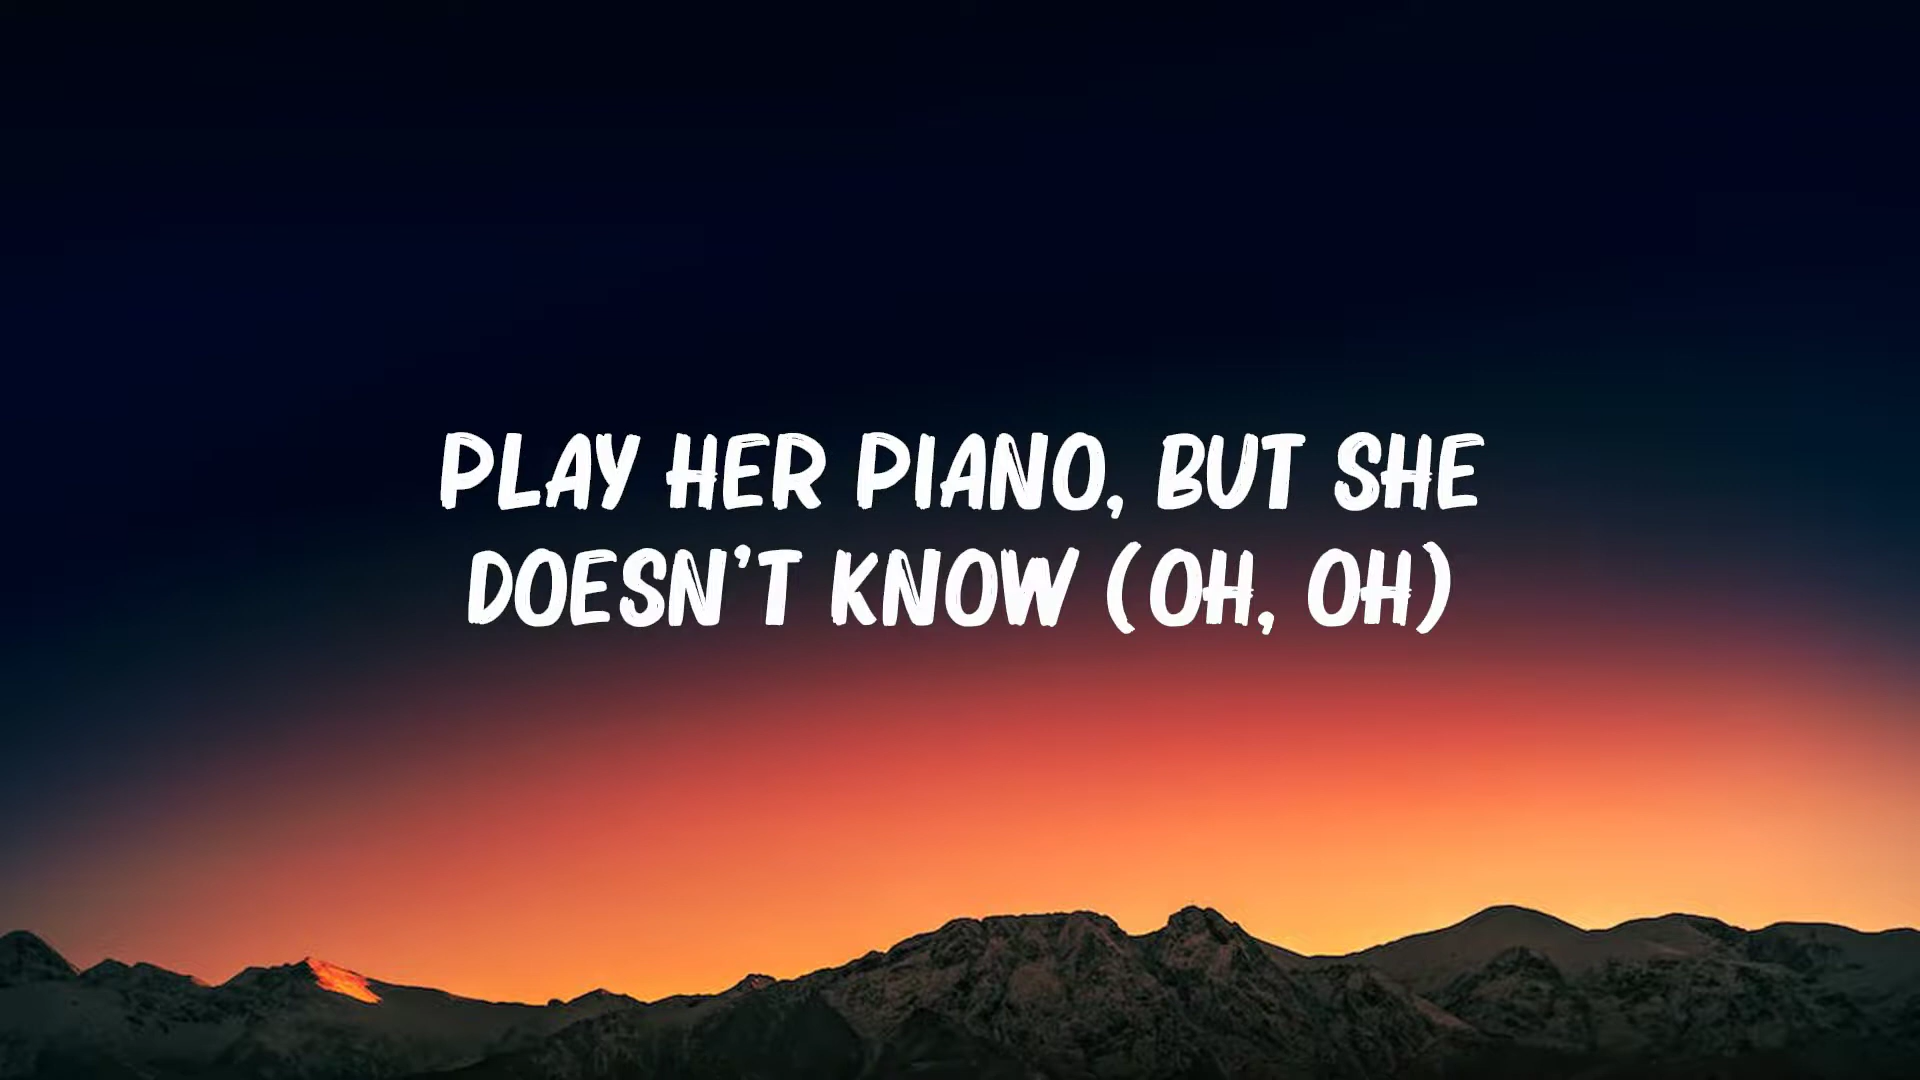 PLAY HER PIANO, BUT SHE
DOESN'T KNOW (OH, OH)